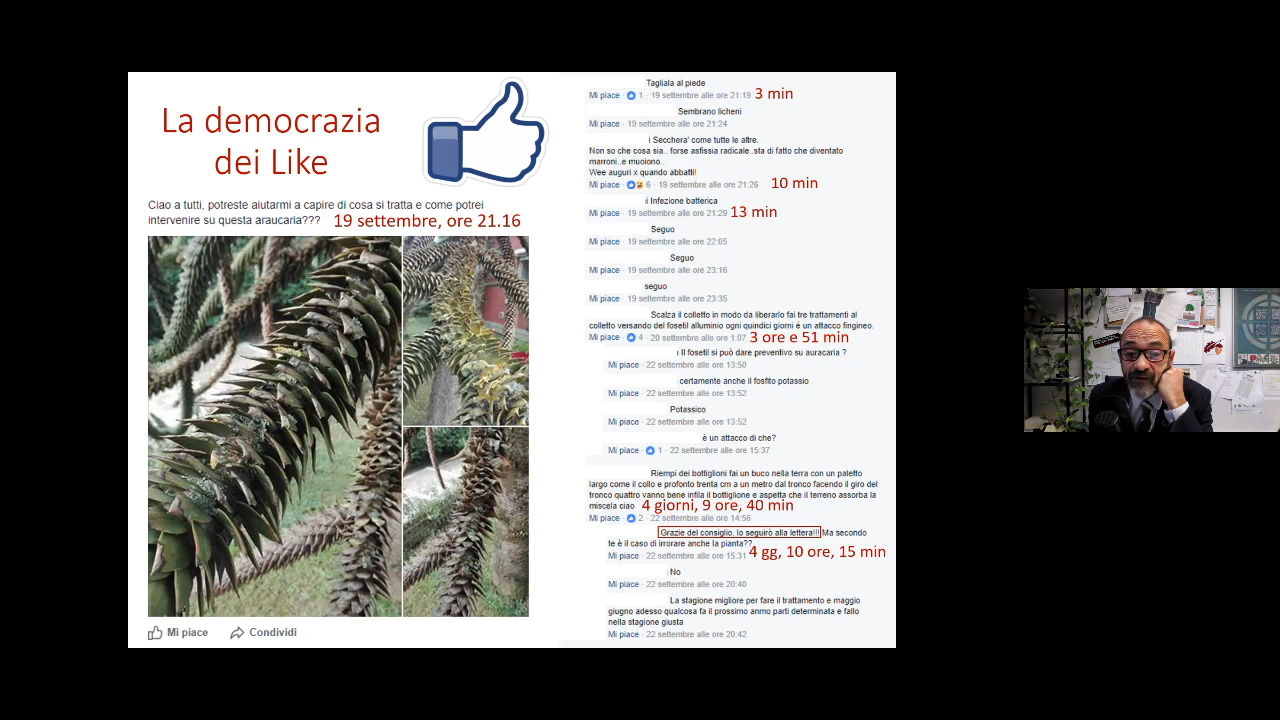 La democrazia
dei Like
Ciao a tutti, potreste aiutarmi a capire di cosa si tratta e come potrei
intervenire su questa araucaria??? 19 settembre, ore 21.16
Mi piace Condividi
Tagliala al piede
Mi piace · 1 · 19 settembre alle ore 21:19 3 min
Sembrano licheni
Mi piace · 19 settembre alle ore 21:24
Secchera' come tutte le altre.
Non so che cosa sia.. forse asfissia radicale..sta di fatto che diventato
marroni..e muoiono..
Wee auguri x quando abbatti!
Mi piace · 6 · 19 settembre alle ore 21:26 10 min
Infezione batterica
Mi piace · 19 settembre alle ore 21:29 13 min
Seguo
Mi piace · 19 settembre alle ore 22:05
Seguo
Mi piace · 19 settembre alle ore 23:16
seguo
Mi piace · 19 settembre alle ore 23:35
Scalza il colletto in modo da liberarlo fai tre trattamenti al
colletto versando del fosetil alluminio ogni quindici giorni è un attacco fingineo.
Mi piace · 4 · 20 settembre alle ore 1:07 3 ore e 51 min
Il fosetil si può dare preventivo su auracaria ?
Mi piace · 22 settembre alle ore 13:50
certamente anche il fosfito potassio
Mi piace · 22 settembre alle ore 13:52
Potassico
Mi piace · 22 settembre alle ore 13:52
è un attacco di che?
Mi piace · 1 · 22 settembre alle ore 15:37
Riempi dei bottiglioni fai un buco nella terra con un paletto
largo come il collo e profonto trenta cm a un metro dal tronco facendo il giro del
tronco quattro vanno bene infila il bottiglione e aspetta che il terreno assorba la
miscela ciao 4 giorni, 9 ore, 40 min
Mi piace · 2 · 22 settembre alle ore 14:56
Grazie del consiglio, lo seguirò alla lettera!!! Ma secondo
te è il caso di irrorare anche la pianta??
Mi piace · 22 settembre alle ore 15:31 4 gg, 10 ore, 15 min
No
Mi piace · 22 settembre alle ore 20:40
La stagione migliore per fare il trattamento e maggio
giugno adesso qualcosa fa il prossimo anmo parti determinata e fallo
nella stagione giusta
Mi piace · 22 settembre alle ore 20:42